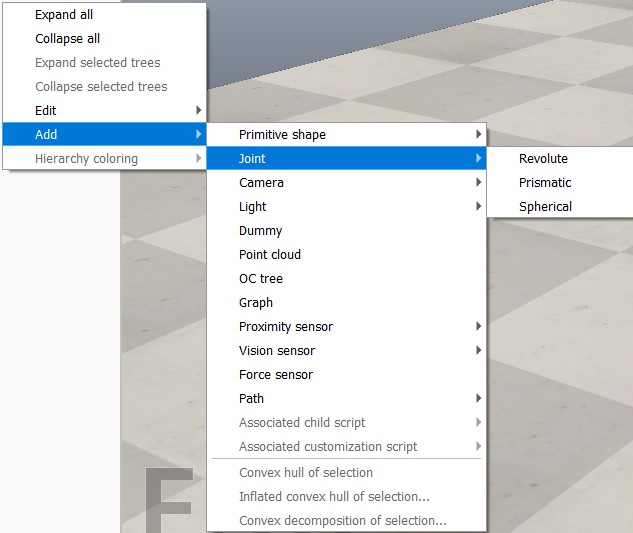 Expand all
Collapse all
Expand selected trees
Collapse selected trees
Edit
Add
Hierarchy coloring
Primitive shape
Joint
Camera
Light
Dummy
Point cloud
OC tree
Graph
Proximity sensor
Vision sensor
Force sensor
Path
Associated child script
Associated customization script
Convex hull of selection
Inflated convex hull of selection...
Convex decomposition of selection...
Revolute
Prismatic
Spherical
F